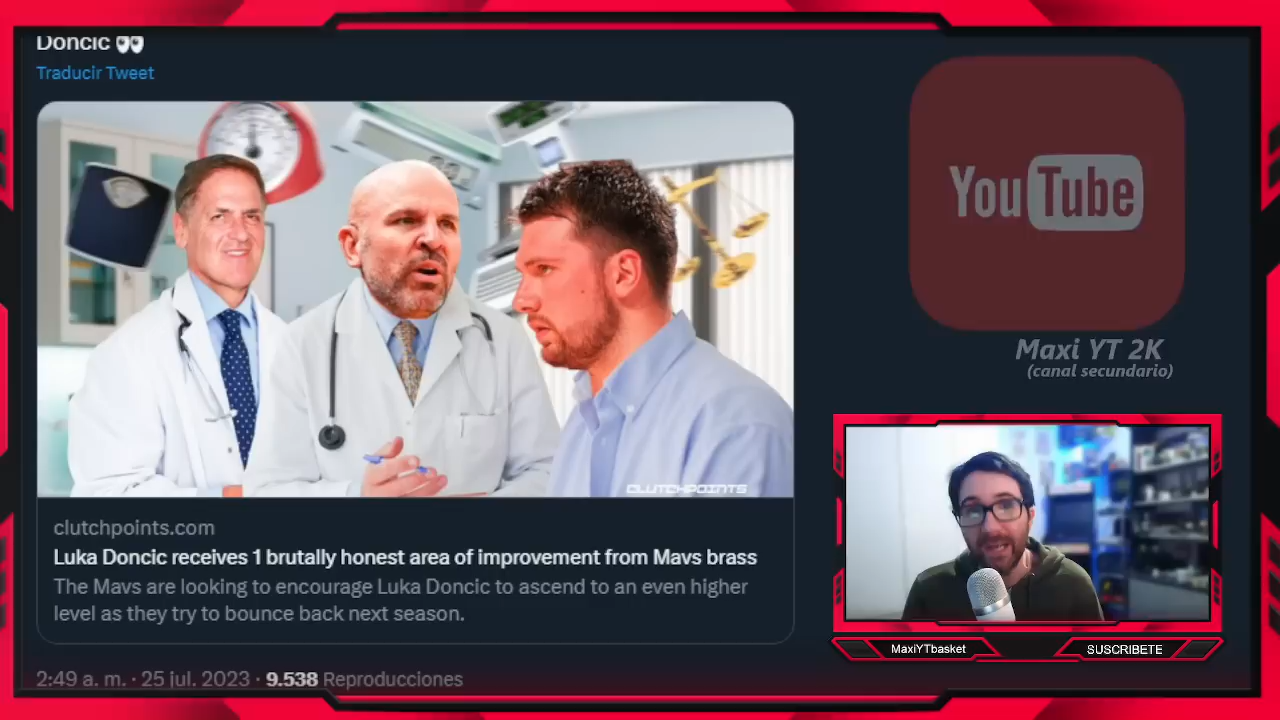 Doncic 👀
Traducir Tweet
CLUTCHPOINTS
clutchpoints.com
Luka Doncic receives 1 brutally honest area of improvement from Mavs brass
The Mavs are looking to encourage Luka Doncic to ascend to an even higher
level as they try to bounce back next season.
2:49 a. m. · 25 jul. 2023 · 9.538 Reproducciones
YouTube
Maxi YT 2K
(canal secundario)
MaxiYTbasket
SUSCRIBETE